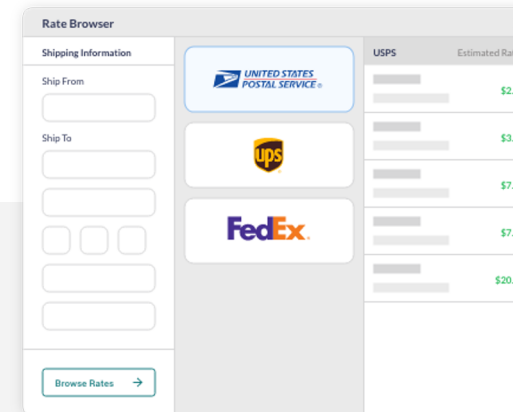 Rate Browser
Shipping Information
Ship From
Ship To
Browse Rates
UNITED STATES
POSTAL SERVICE®
ups
FedEx.
USPS
Estimated
$2.
$3.
$7.
$7.
$20.